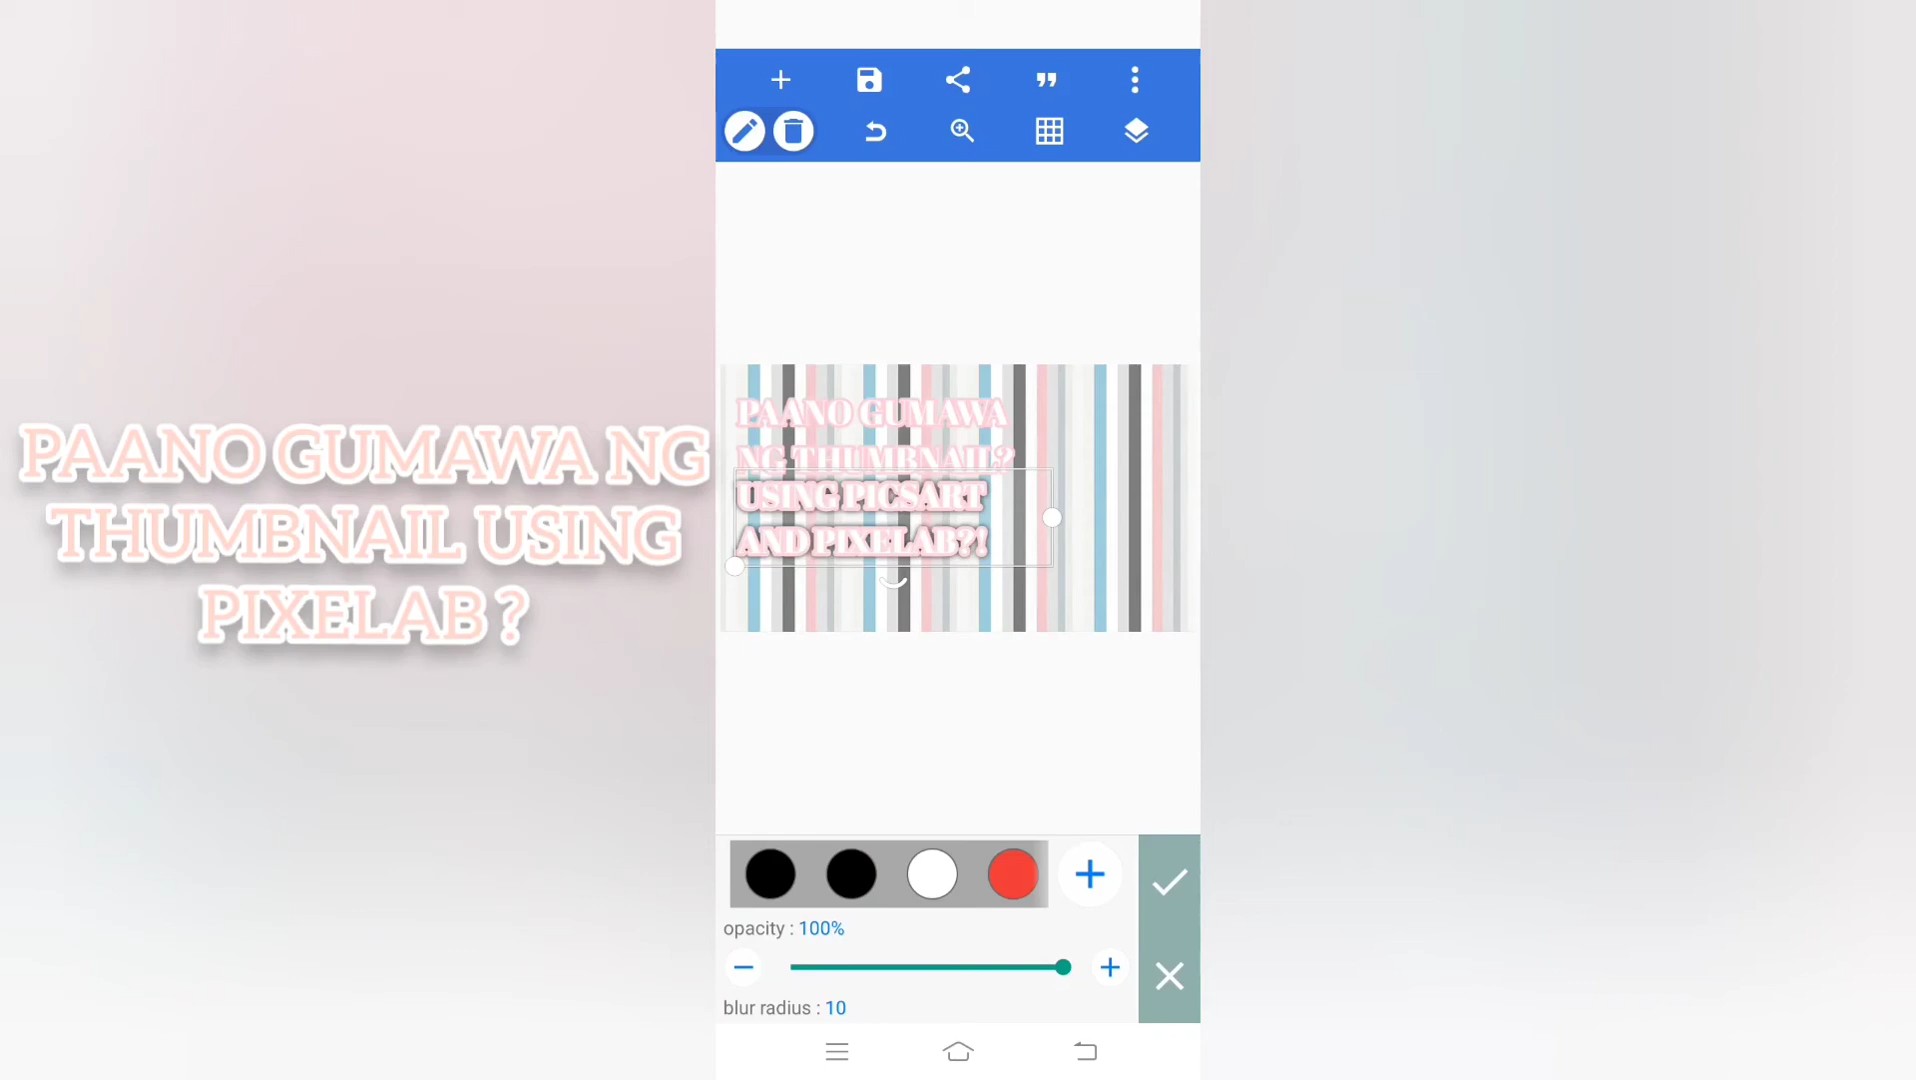 PAANO GUMAWA NG
THUMBNAIL USING
PIXELAB ?
PAANO GUMAWA
NG THUMBNAIL?
USING PICSART
AND PIXELAB?!
opacity : 100%
blur radius : 10